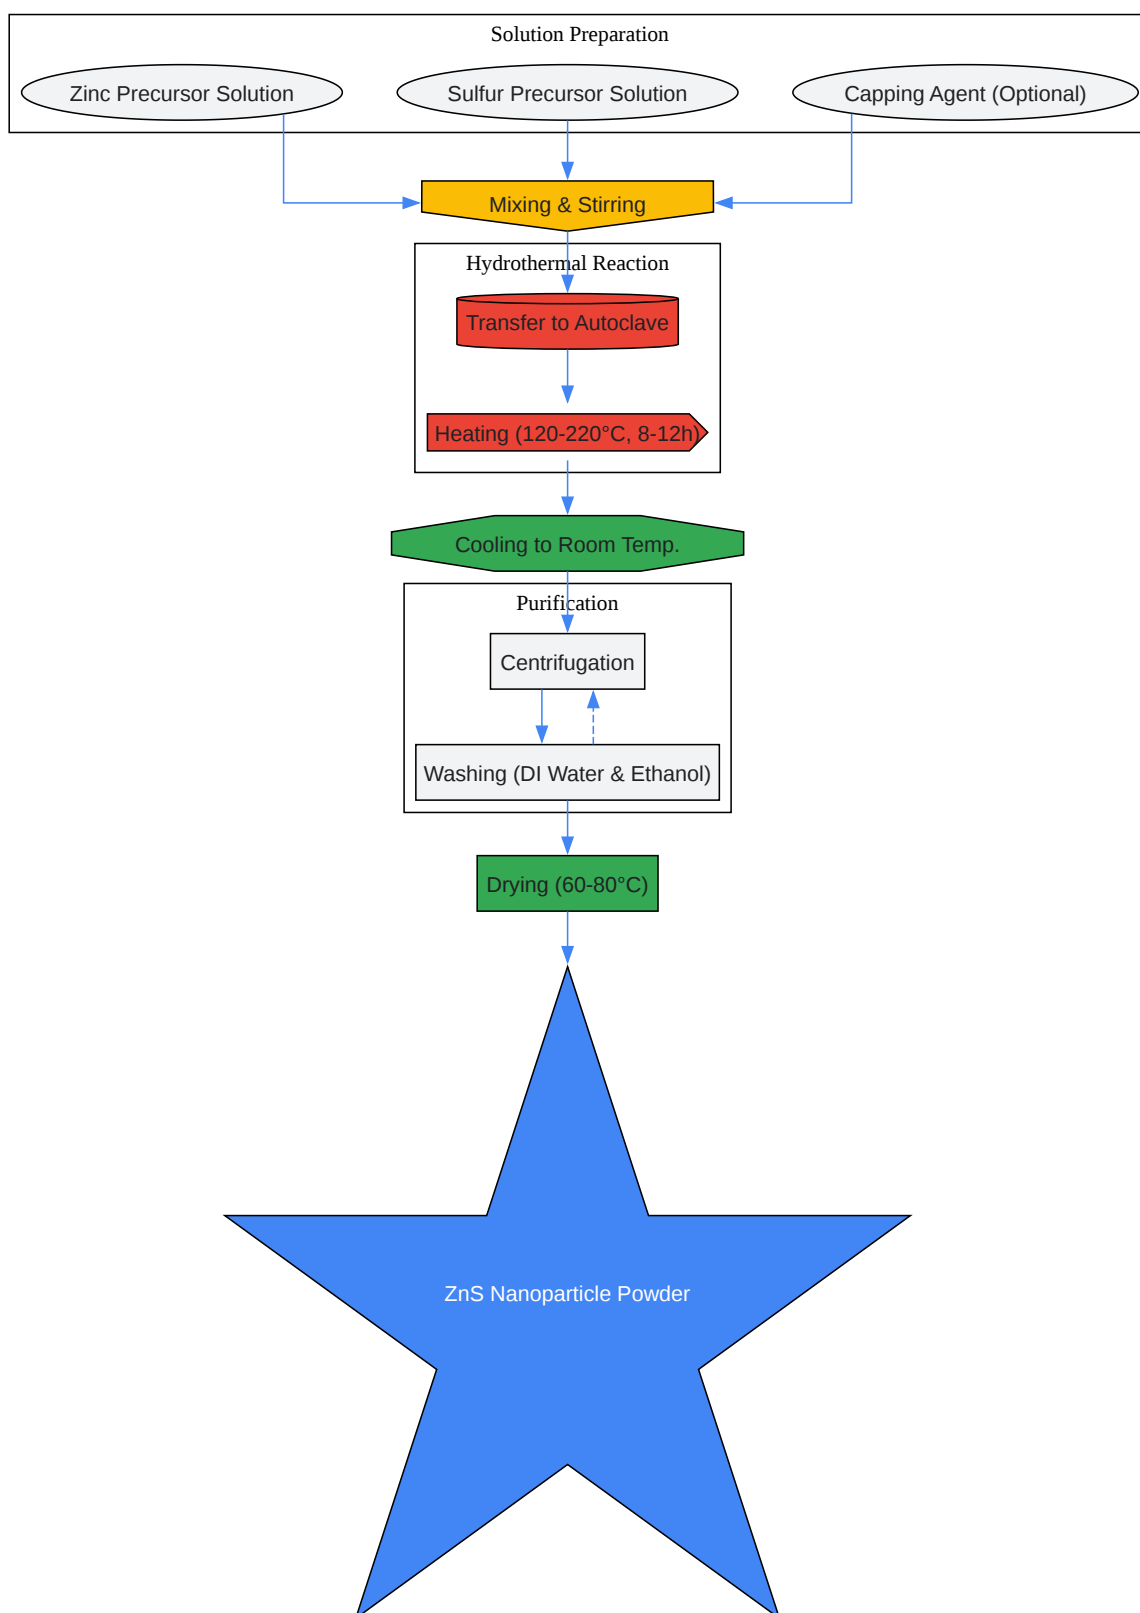 Solution Preparation
Zinc Precursor Solution
Sulfur Precursor Solution
Capping Agent (Optional)
Mixing & Stirring
Hydrothermal Reaction
Transfer to Autoclave
Heating (120-220°C, 8-12h)
Cooling to Room Temp.
Purification
Centrifugation
Washing (DI Water & Ethanol)
Drying (60-80°C)
ZnS Nanoparticle Powder